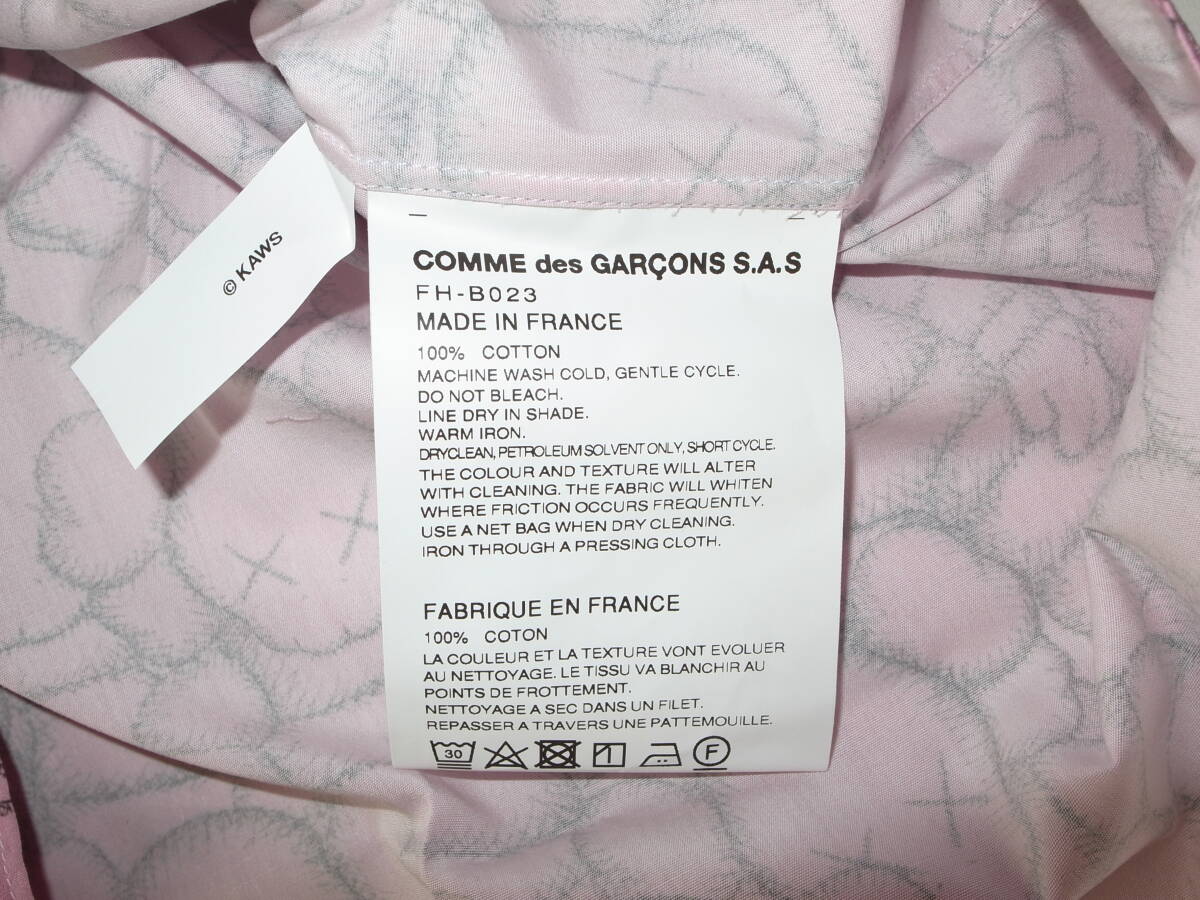 © KAWS
COMME des GARÇONS S.A.S
FH-B023
MADE IN FRANCE
100% COTTON
MACHINE WASH COLD, GENTLE CYCLE.
DO NOT BLEACH.
LINE DRY IN SHADE.
WARM IRON.
DRYCLEAN, PETROLEUM SOLVENT ONLY, SHORT CYCLE.
THE COLOUR AND TEXTURE WILL ALTER
WITH CLEANING. THE FABRIC WILL WHITEN
WHERE FRICTION OCCURS FREQUENTLY.
USE A NET BAG WHEN DRY CLEANING.
IRON THROUGH A PRESSING CLOTH.
FABRIQUE EN FRANCE
100% COTON
LA COULEUR ET LA TEXTURE VONT EVOLUER
AU NETTOYAGE. LE TISSU VA BLANCHIR AU
POINTS DE FROTTEMENT.
NETTOYAGE A SEC DANS UN FILET.
REPASSER A TRAVERS UNE PATTEMOUILLE.
30 F